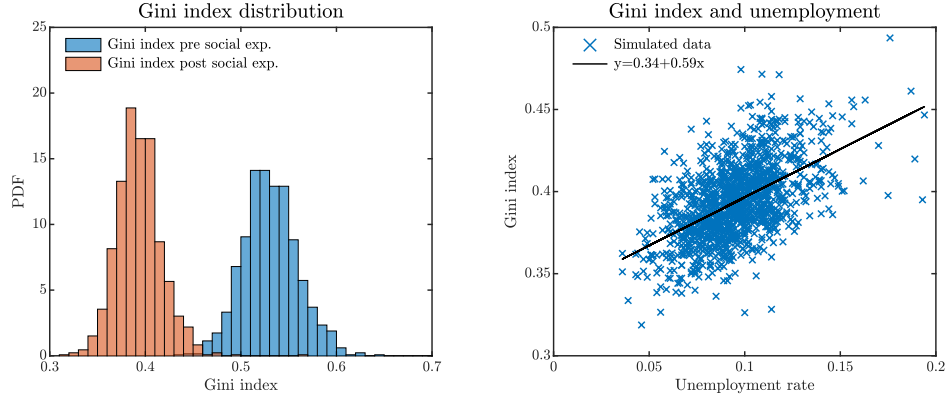 Gini index distribution
25
20
15
10
5
0
PDF
Gini index pre social exp.
Gini index post social exp.
0.3
0.4
0.5
0.6
0.7
Gini index
Gini index and unemployment
0.5
0.45
0.4
0.35
0.3
Gini index
Simulated data
y=0.34+0.59x
0
0.05
0.1
0.15
0.2
Unemployment rate